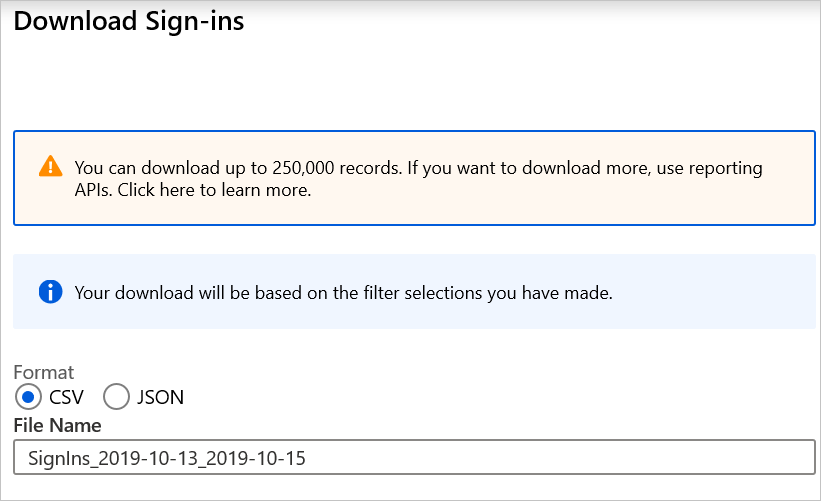 Download Sign-ins
You can download up to 250,000 records. If you want to download more, use reporting
APIs. Click here to learn more.
Your download will be based on the filter selections you have made.
Format
CSV JSON
File Name
SignIns_2019-10-13_2019-10-15